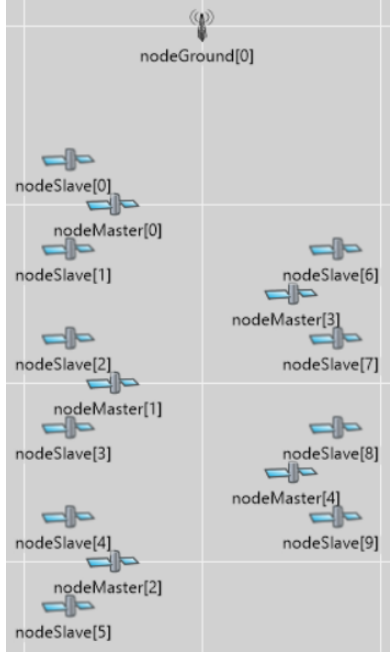 nodeGround[0]
nodeSlave[0]
nodeMaster[0]
nodeSlave[1]
nodeSlave[6]
nodeMaster[3]
nodeSlave[2]
nodeSlave[7]
nodeMaster[1]
nodeSlave[3]
nodeSlave[8]
nodeMaster[4]
nodeSlave[4]
nodeSlave[9]
nodeMaster[2]
nodeSlave[5]